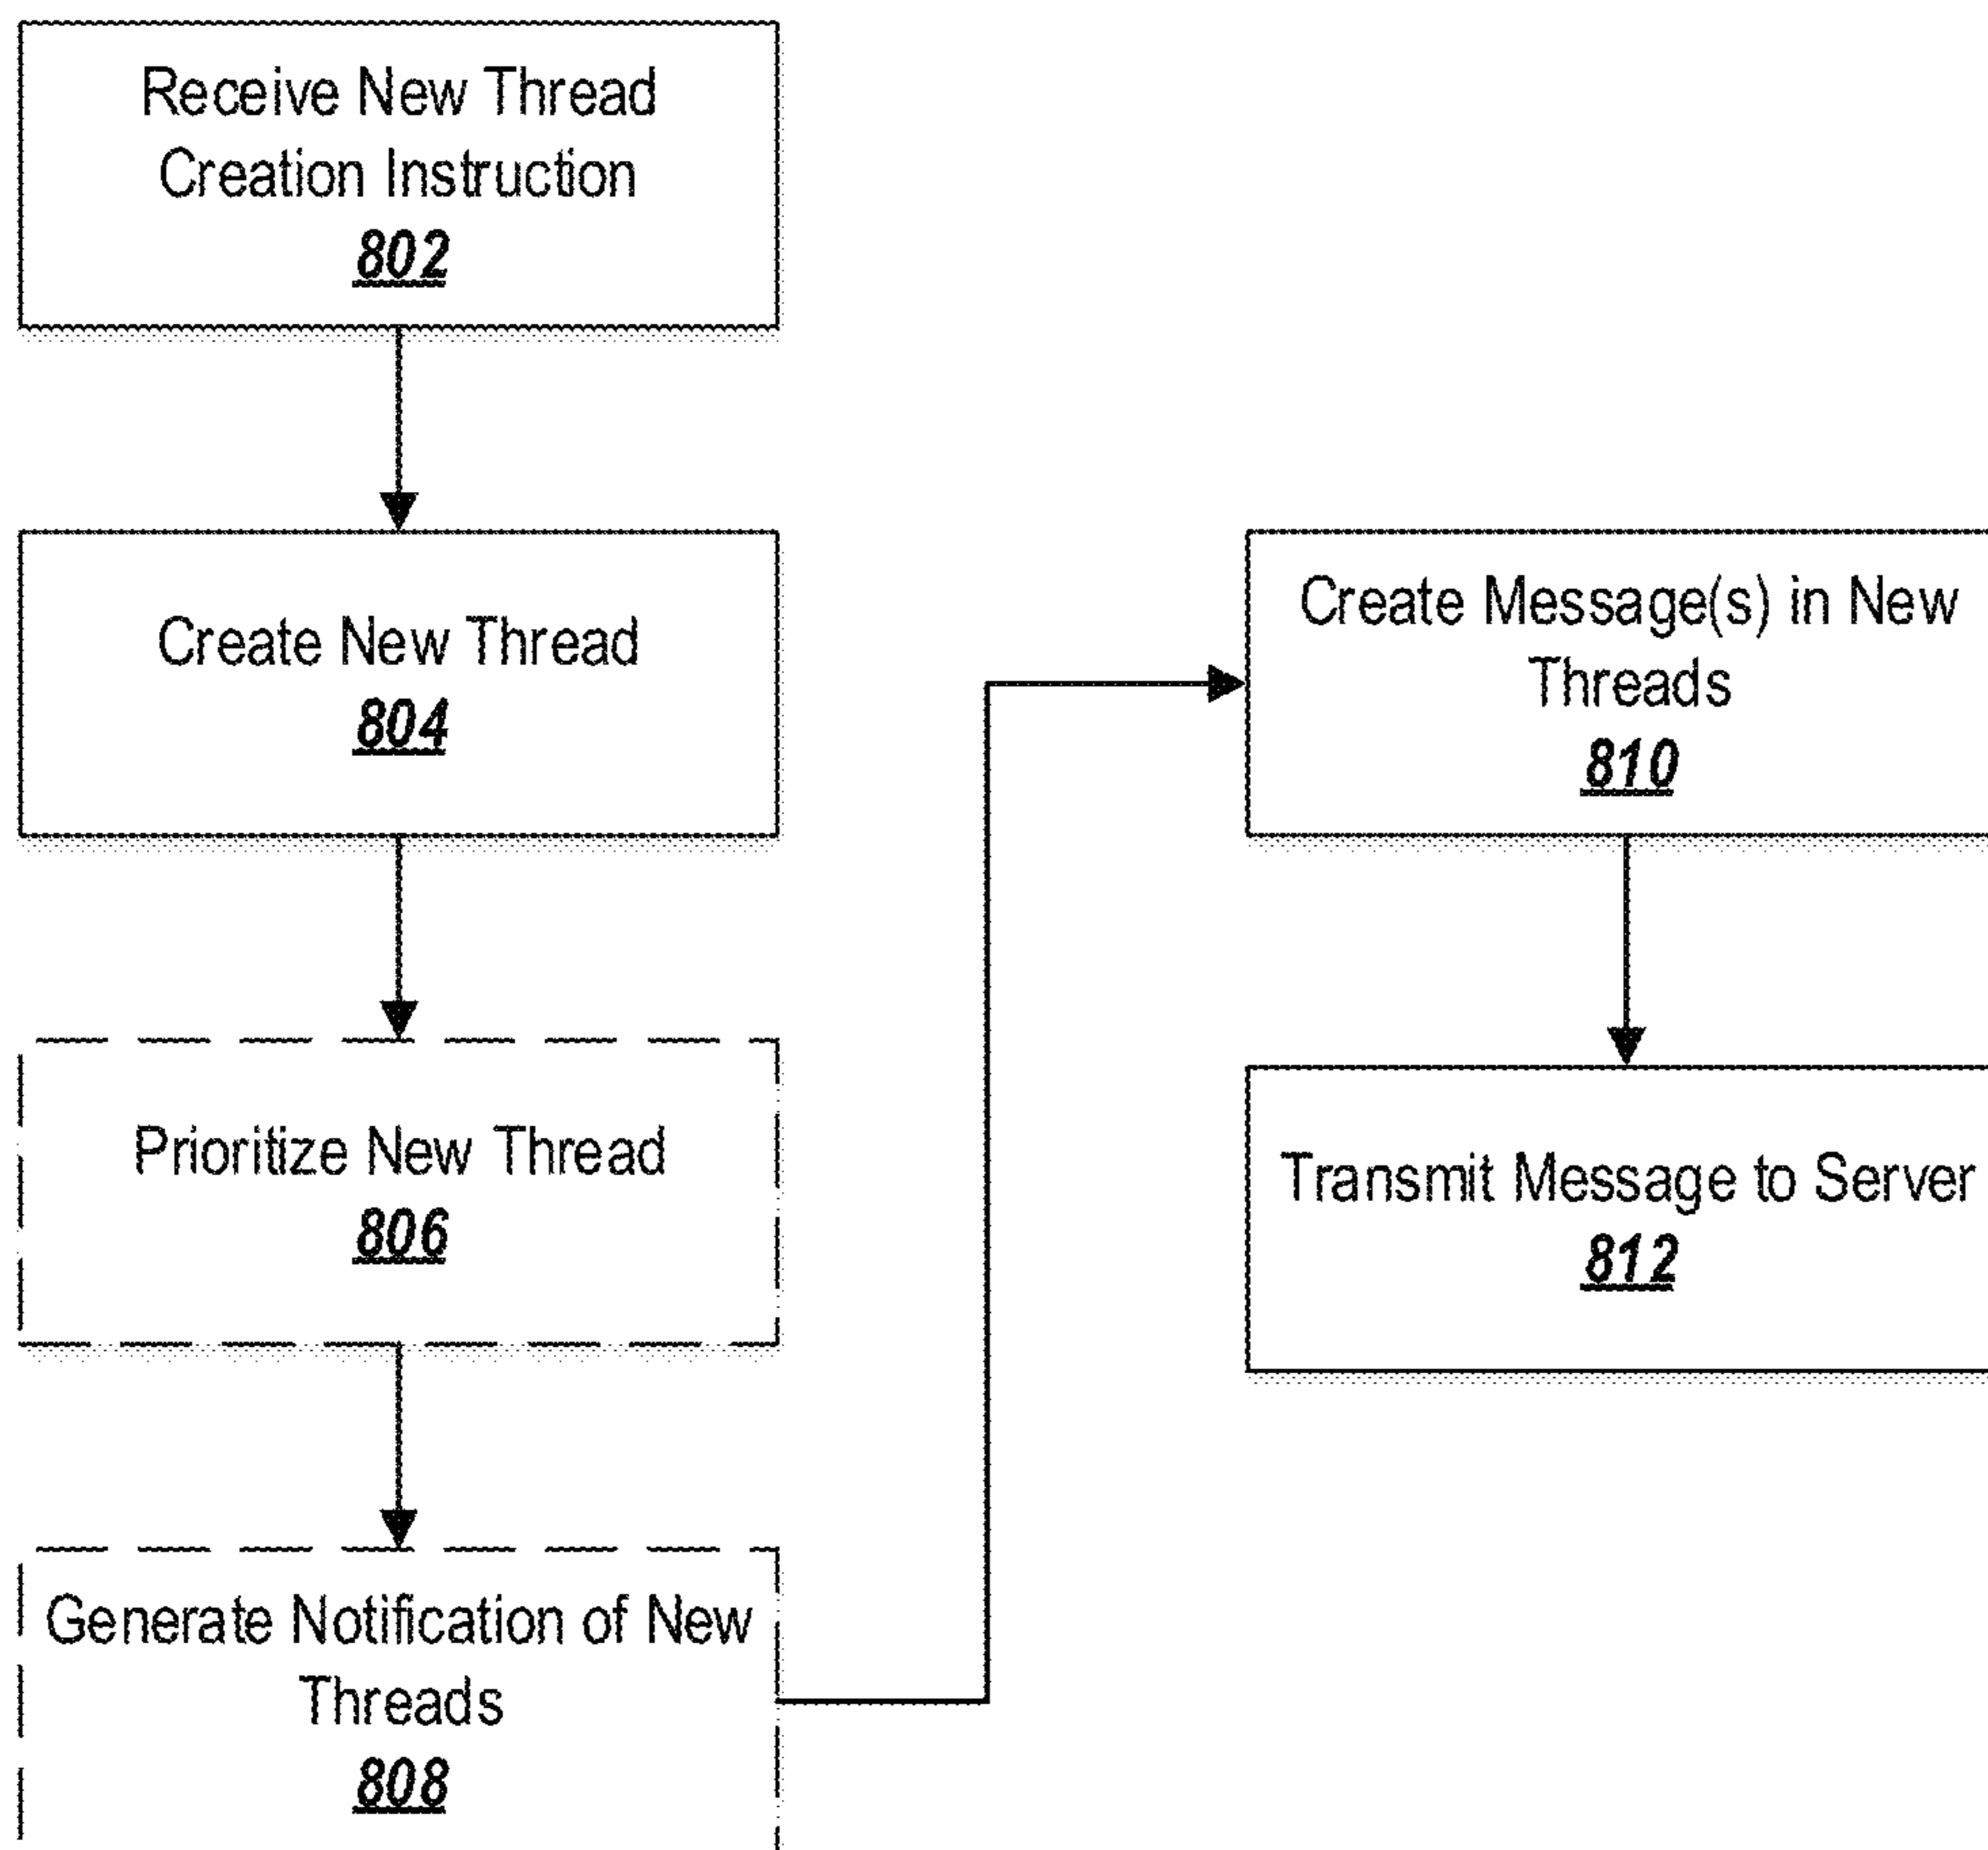 Receive New Thread
Creation Instruction
802
Create New Thread
804
Prioritize New Thread
806
Generate Notification of New
Threads
808
Create Message(s) in New
Threads
810
Transmit Message to Server
812